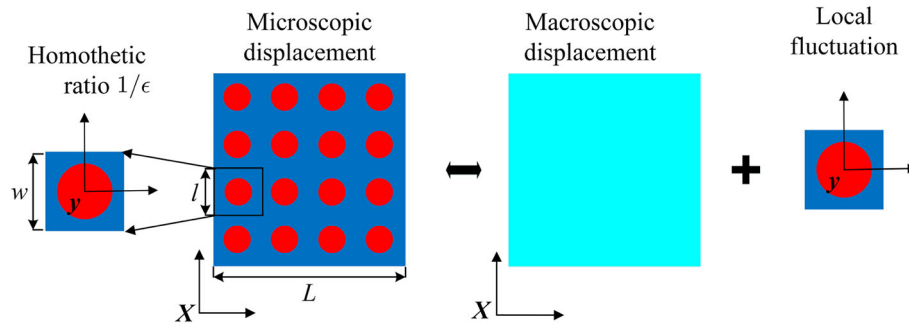 Homothetic
ratio 1/ϵ
w
y
Microscopic
displacement
l
X
L
Macroscopic
displacement
X
Local
fluctuation
y